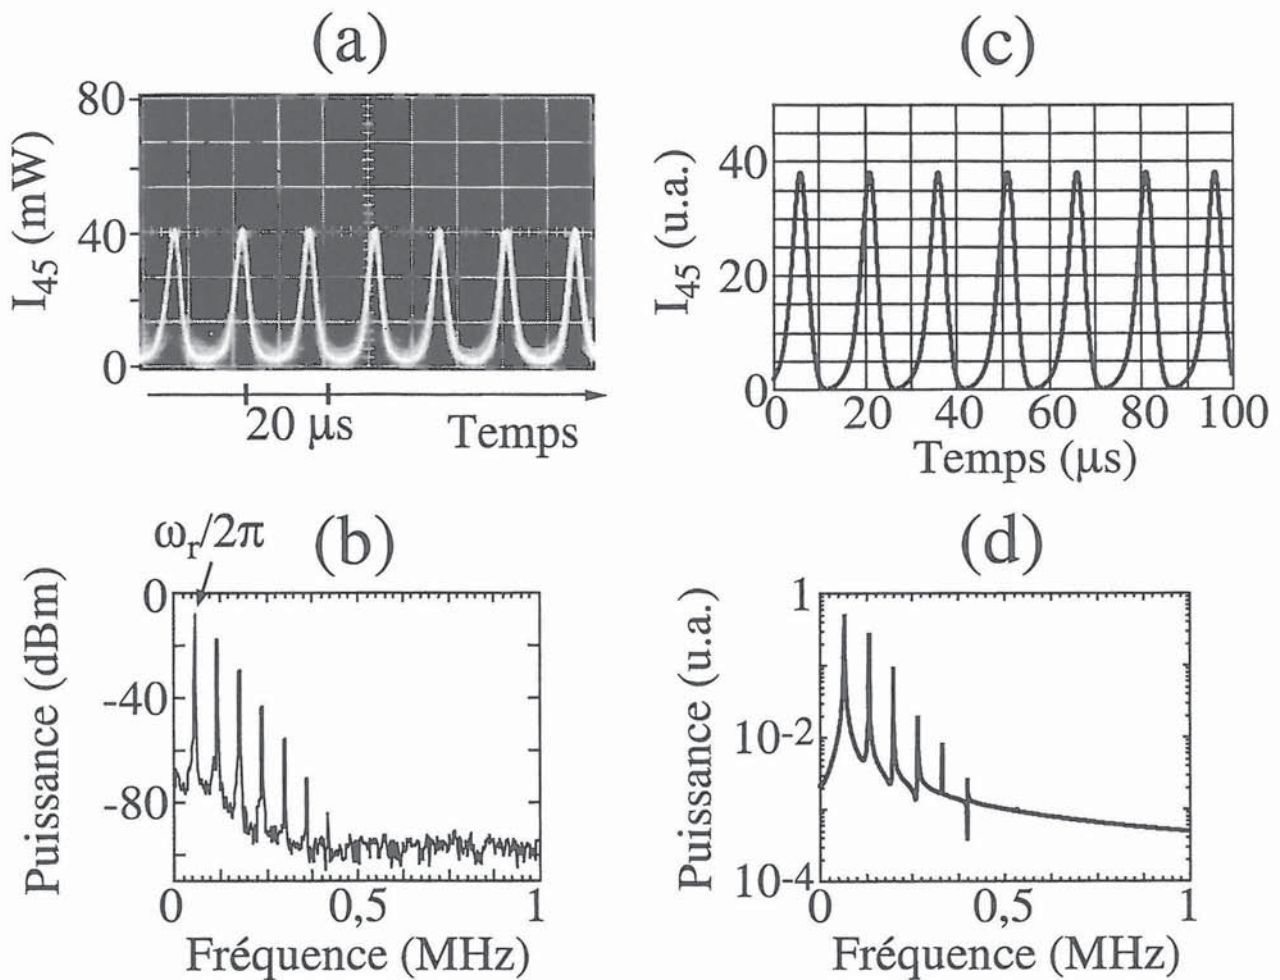 (a)
80
40
0
I45 (mW)
20 μs
Temps
(c)
40
20
0
I45 (u.a.)
0 20 40 60 80 100
Temps (μs)
(b)
ωr/2π
0
-40
-80
Puissance (dBm)
0 0,5 1
Fréquence (MHz)
(d)
1
10-2
10-4
Puissance (u.a.)
0 0,5 1
Fréquence (MHz)